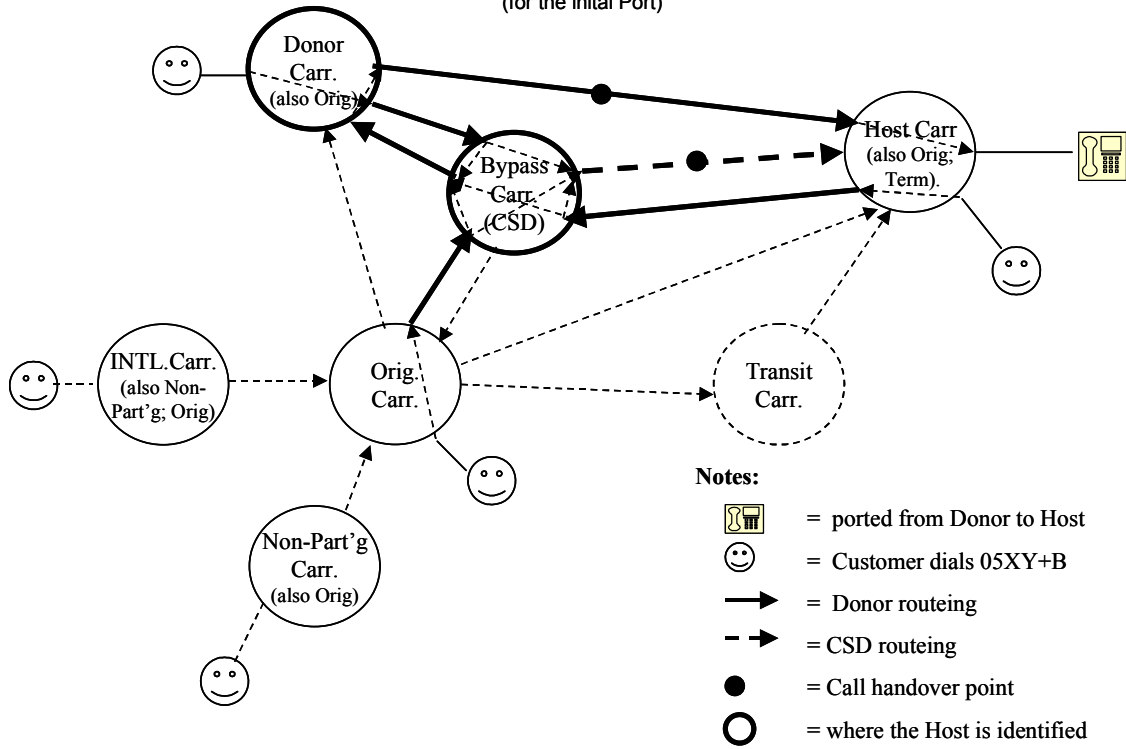 (for the Inital Port)
Donor
Carr.
(also Orig)
Bypass
Carr.
(CSD)
Host Carr
(also Orig;
Term).
INTL.Carr.
(also Non-
Part'g; Orig)
Orig.
Carr.
Transit
Carr.
Non-Part'g
Carr.
(also Orig)
Notes:
= ported from Donor to Host
= Customer dials 05XY+B
= Donor routeing
= CSD routeing
= Call handover point
= where the Host is identified